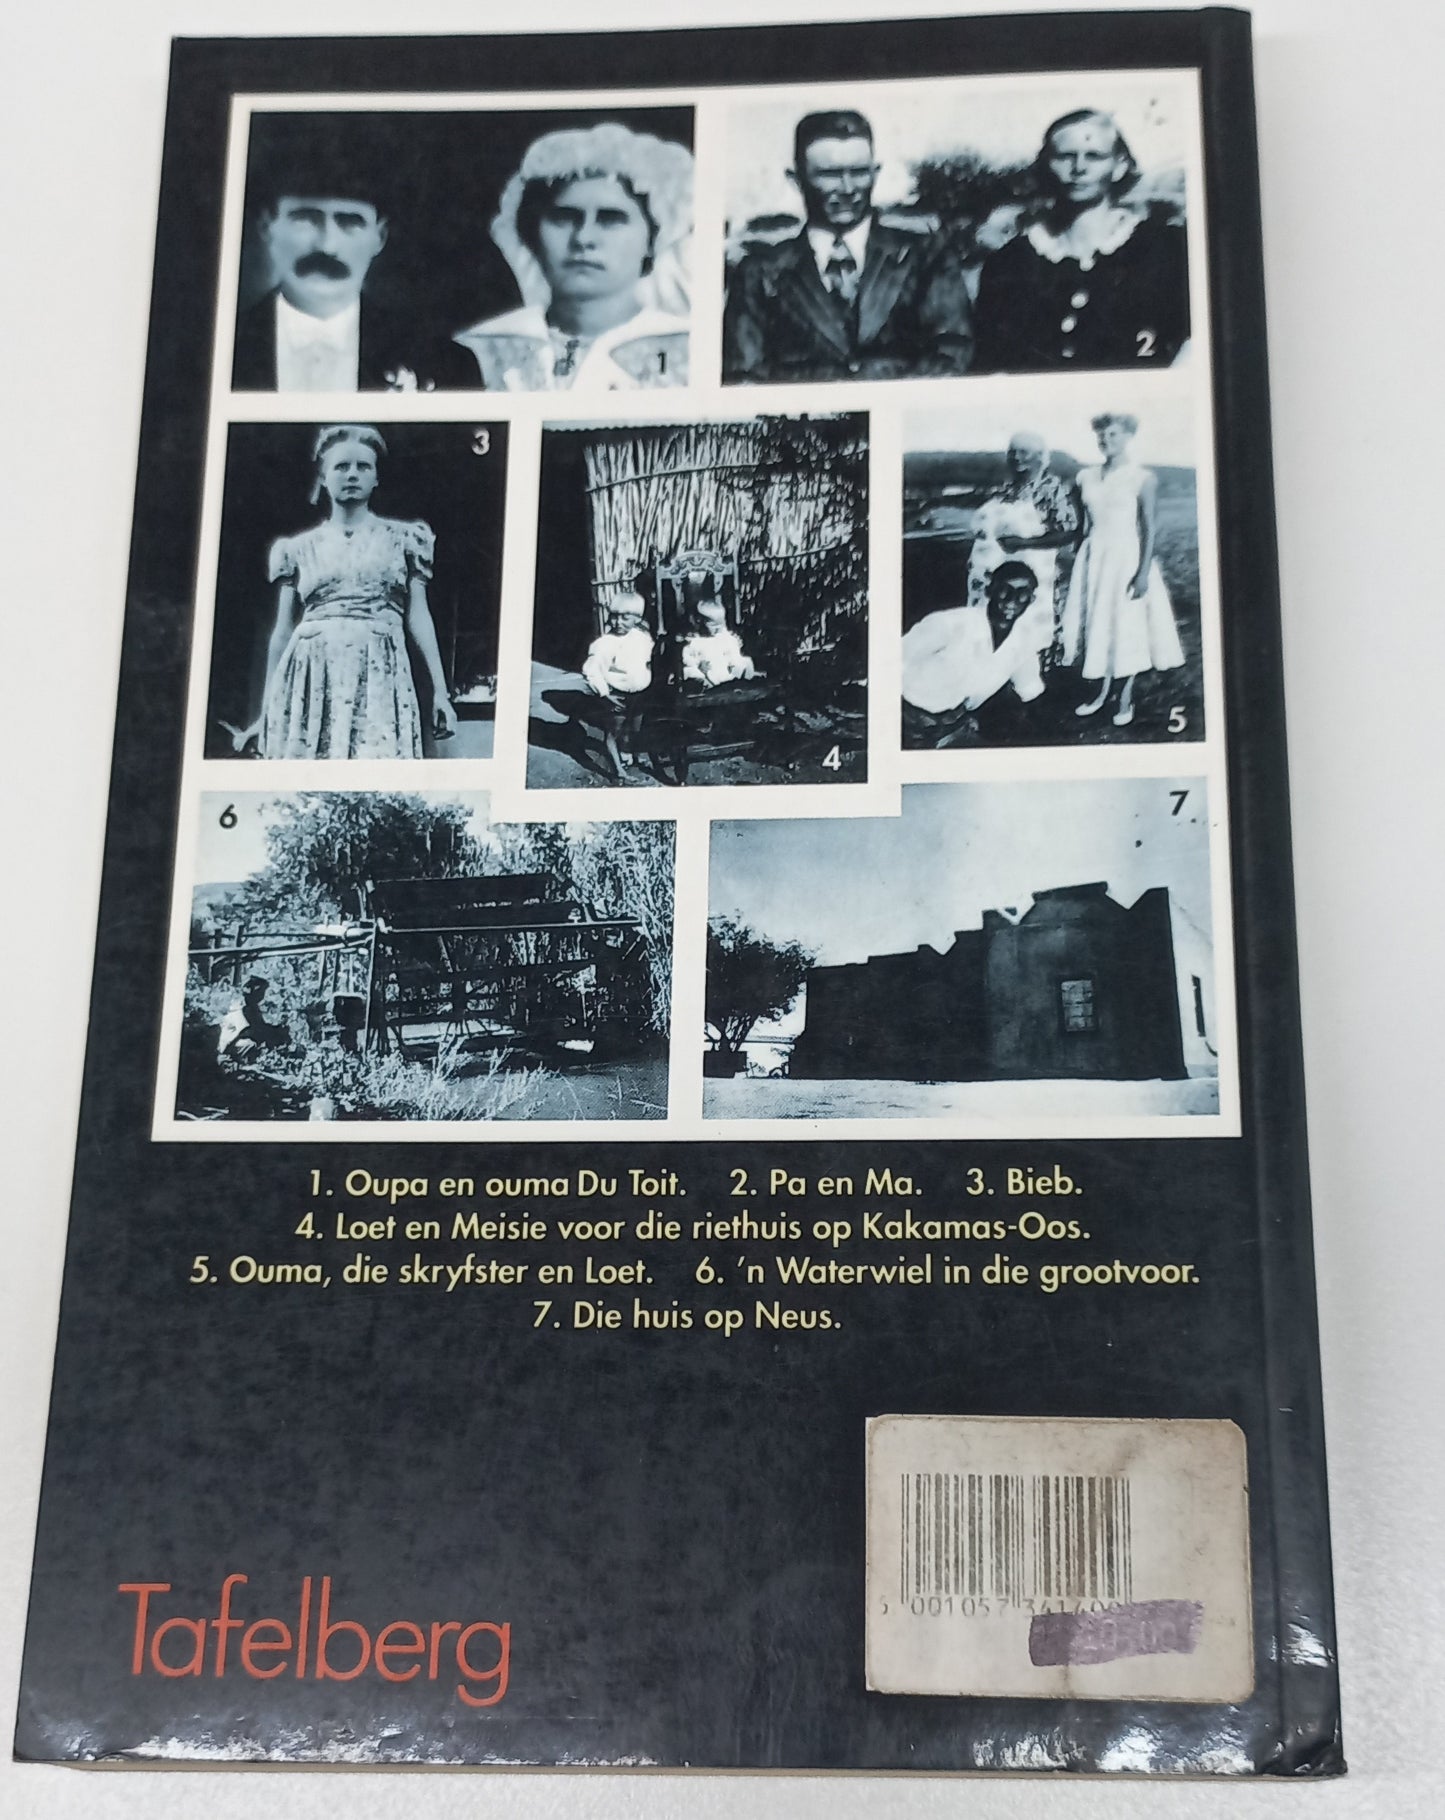 1
2
3
4
5
6
7
1. Oupa en ouma Du Toit. 2. Pa en Ma. 3. Bieb.
4. Loet en Meisie voor die riethuis op Kakamas-Oos.
5. Ouma, die skryfster en Loet. 6. 'n Waterwiel in die grootvoor.
7. Die huis op Neus.
Tafelberg